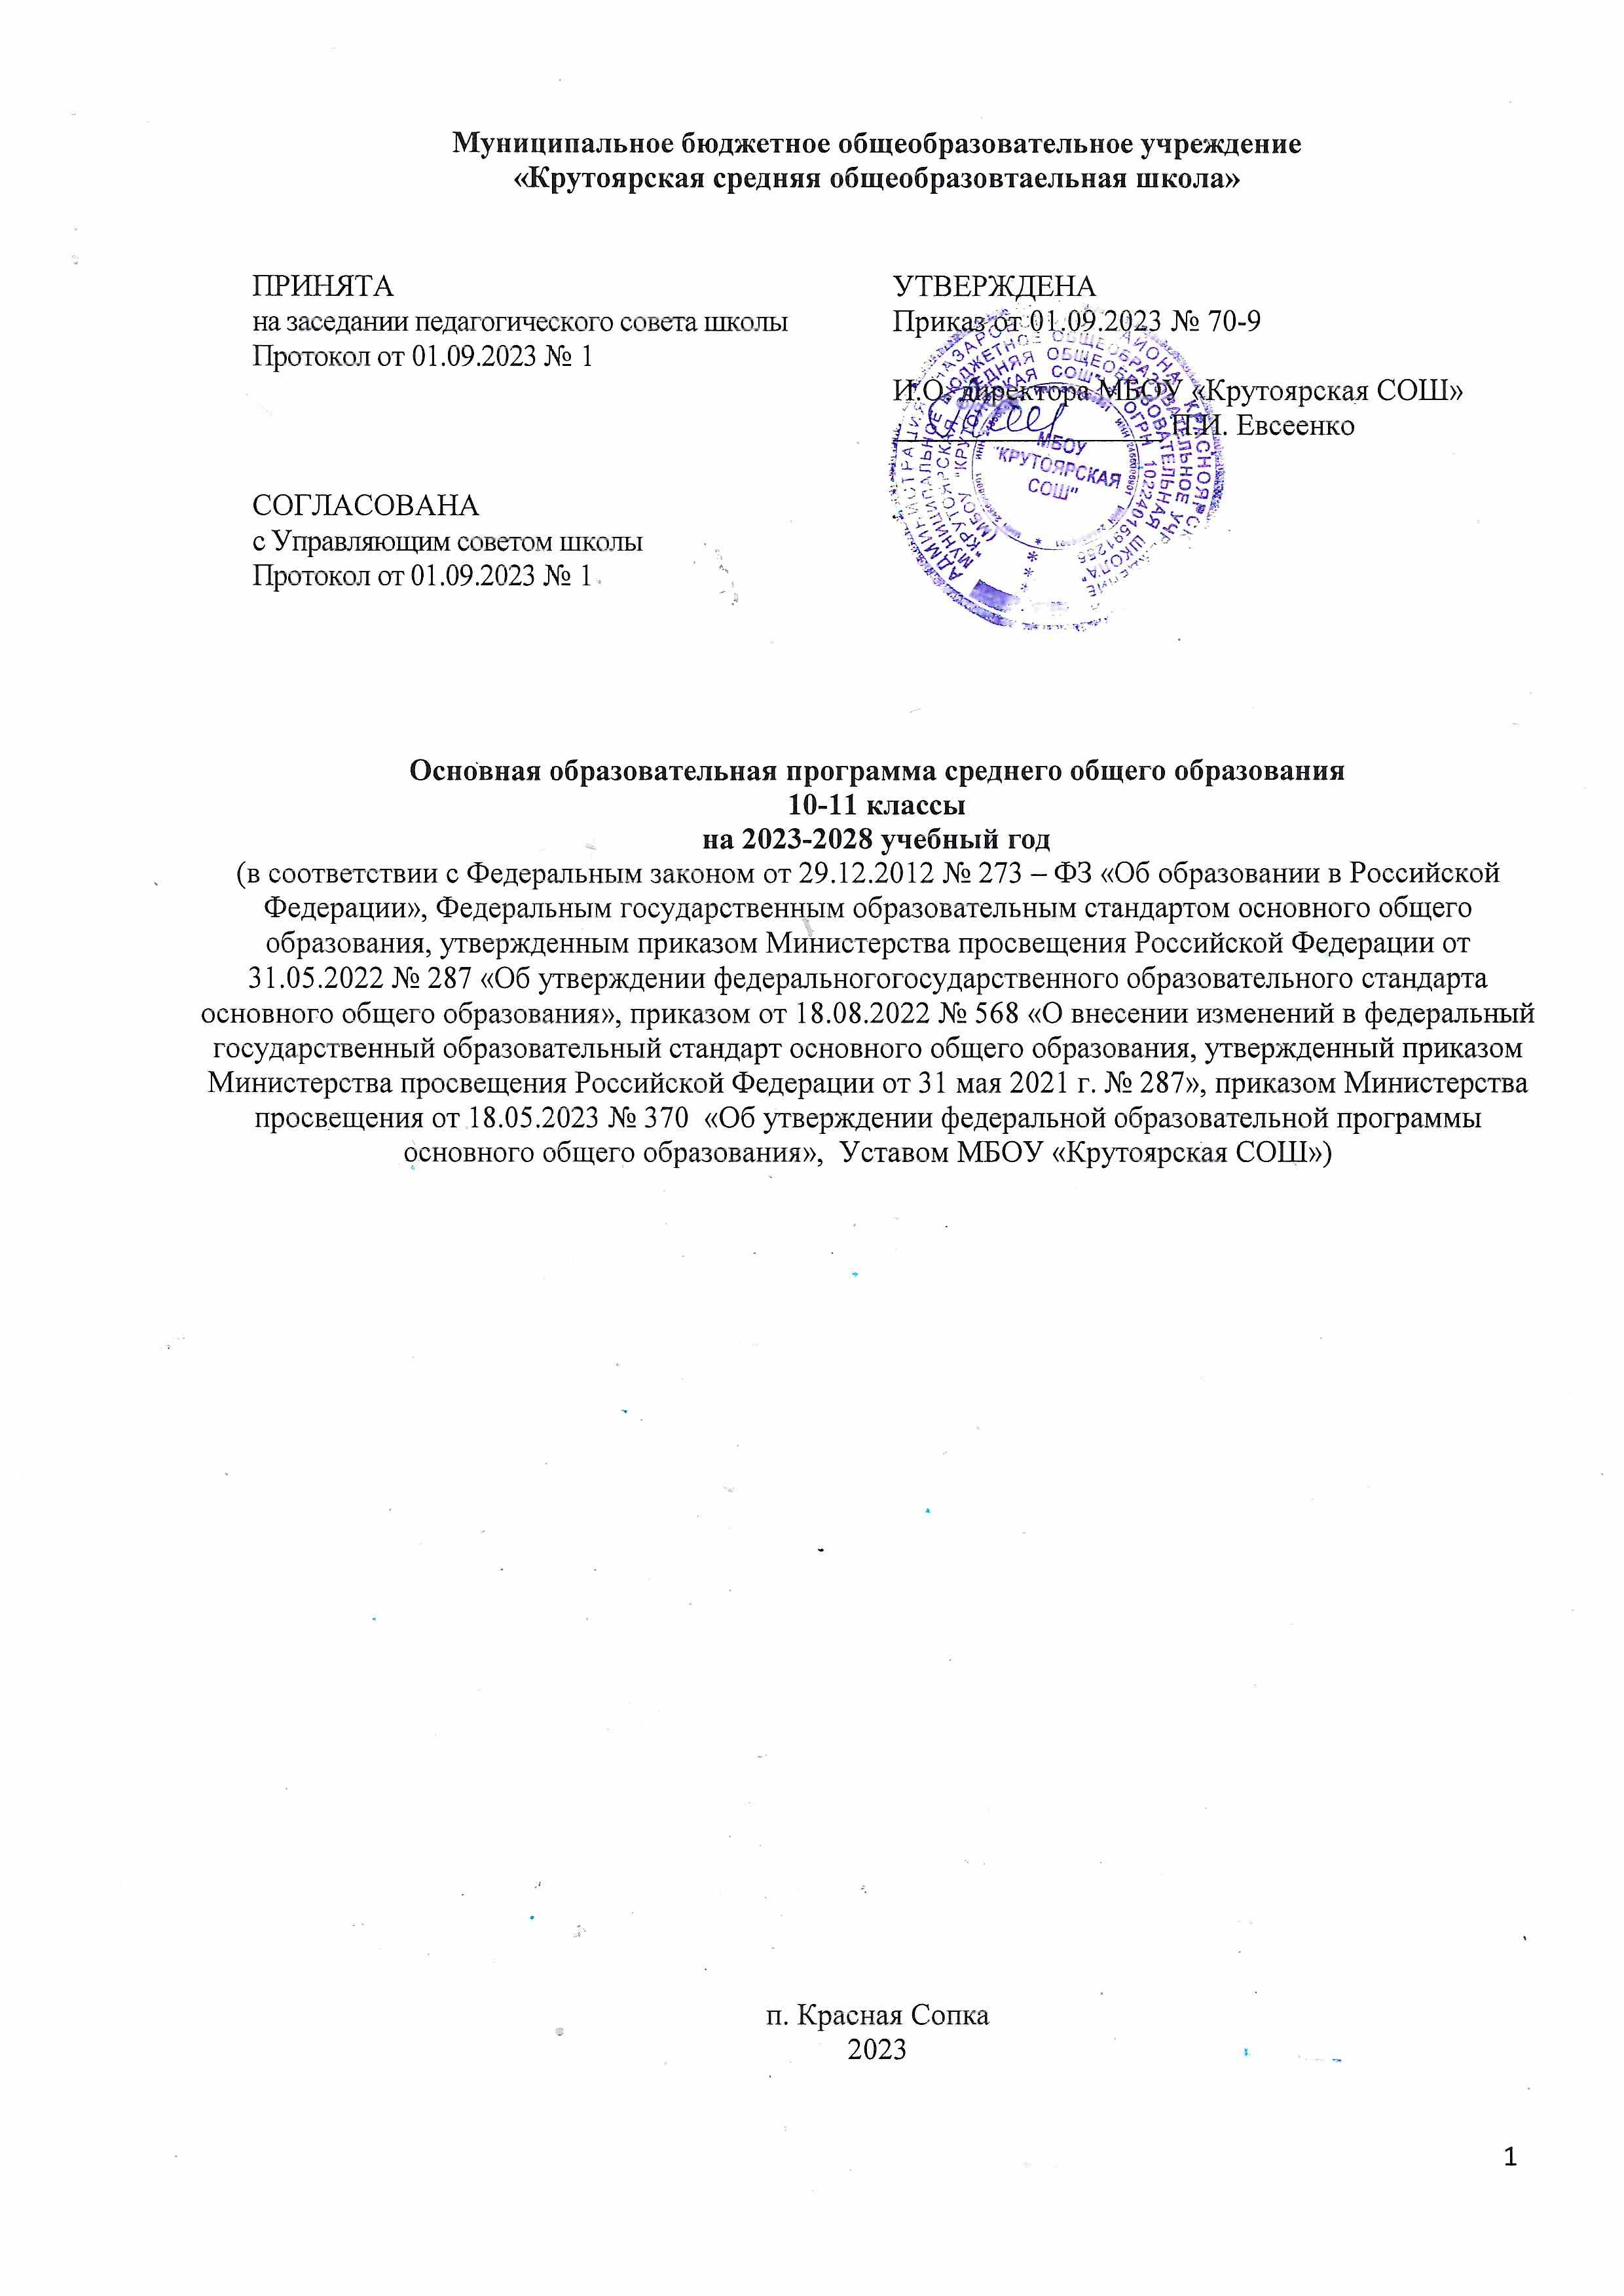 Муниципальное бюджетное общеобразовательное учреждение
«Крутоярская средняя общеобразовтаельная школа»
ПРИНЯТА
на заседании педагогического совета школы
Протокол от 01.09.2023 № 1
УТВЕРЖДЕНА
Приказ от 01.09.2023 № 70-9
И.О. директора МБОУ «Крутоярская СОШ»
П.И. Евсеенко
МБОУ
"КРУТОЯРСКАЯ
СОШ"
СОГЛАСОВАНА
с Управляющим советом школы
Протокол от 01.09.2023 № 1
Основная образовательная программа среднего общего образования
10-11 классы
на 2023-2028 учебный год
(в соответствии с Федеральным законом от 29.12.2012 № 273 – ФЗ «Об образовании в Российской
Федерации», Федеральным государственным образовательным стандартом основного общего
образования, утвержденным приказом Министерства просвещения Российской Федерации от
31.05.2022 № 287 «Об утверждении федеральногогосударственного образовательного стандарта
основного общего образования», приказом от 18.08.2022 № 568 «О внесении изменений в федеральный
государственный образовательный стандарт основного общего образования, утвержденный приказом
Министерства просвещения Российской Федерации от 31 мая 2021 г. № 287», приказом Министерства
просвещения от 18.05.2023 № 370 «Об утверждении федеральной образовательной программы
основного общего образования», Уставом МБОУ «Крутоярская СОШ»)
п. Красная Сопка
2023
1